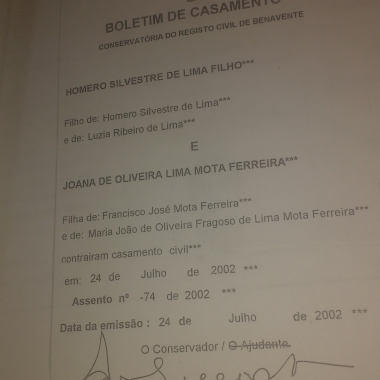 BOLETIM DE CASAMENTO
CONSERVATÓRIA DO REGISTO CIVIL DE BENAVENTE
HOMERO SILVESTRE DE LIMA FILHO***
Filho de: Homero Silvestre de Lima***
e de: Luzia Ribeiro de Lima***
E
JOANA DE OLIVEIRA LIMA MOTA FERREIRA***
Filha de: Francisco José Mota Ferreira***
e de: Maria João de Oliveira Fragoso de Lima Mota Ferreira***
contrairam casamento civil***
em: 24 de Julho de 2002 ***
Assento nº -74 de 2002 ***
Data da emissão : 24 de Julho de 2002 ***
O Conservador / O Ajudante